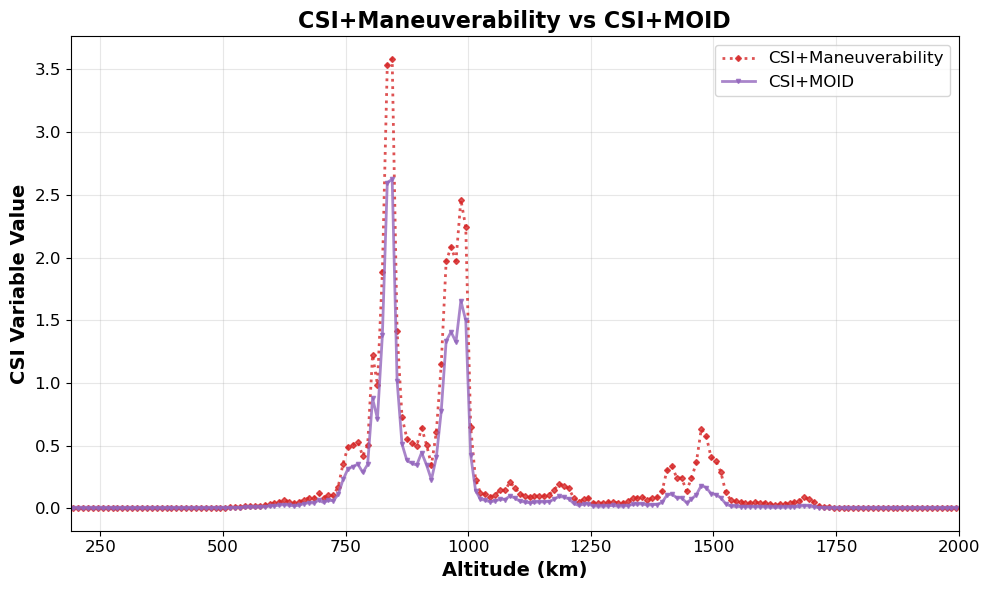 CSI+Maneuverability vs CSI+MOID
CSI+Maneuverability
CSI+MOID
CSI Variable Value
3.5
3.0
2.5
2.0
1.5
1.0
0.5
0.0
250 500 750 1000 1250 1500 1750 2000
Altitude (km)